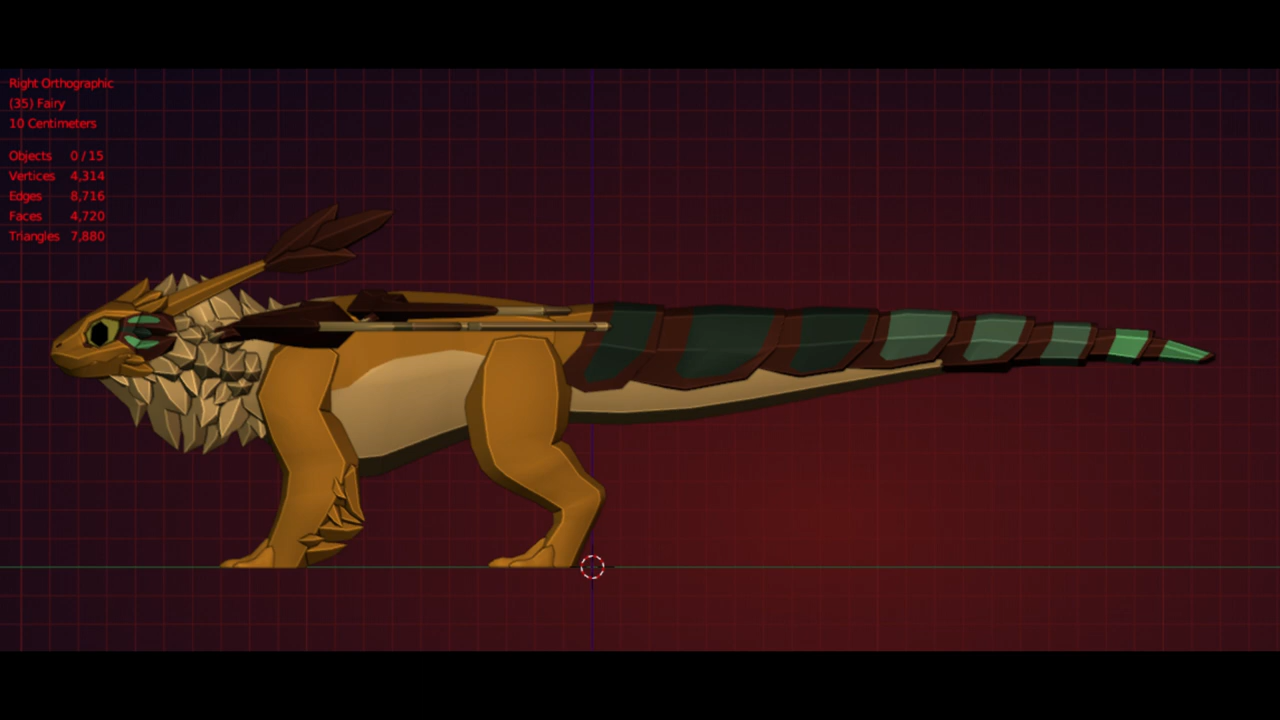 Right Orthographic
(35) Fairy
10 Centimeters
Objects 0 / 15
Vertices 4,314
Edges 8,716
Faces 4,720
Triangles 7,880